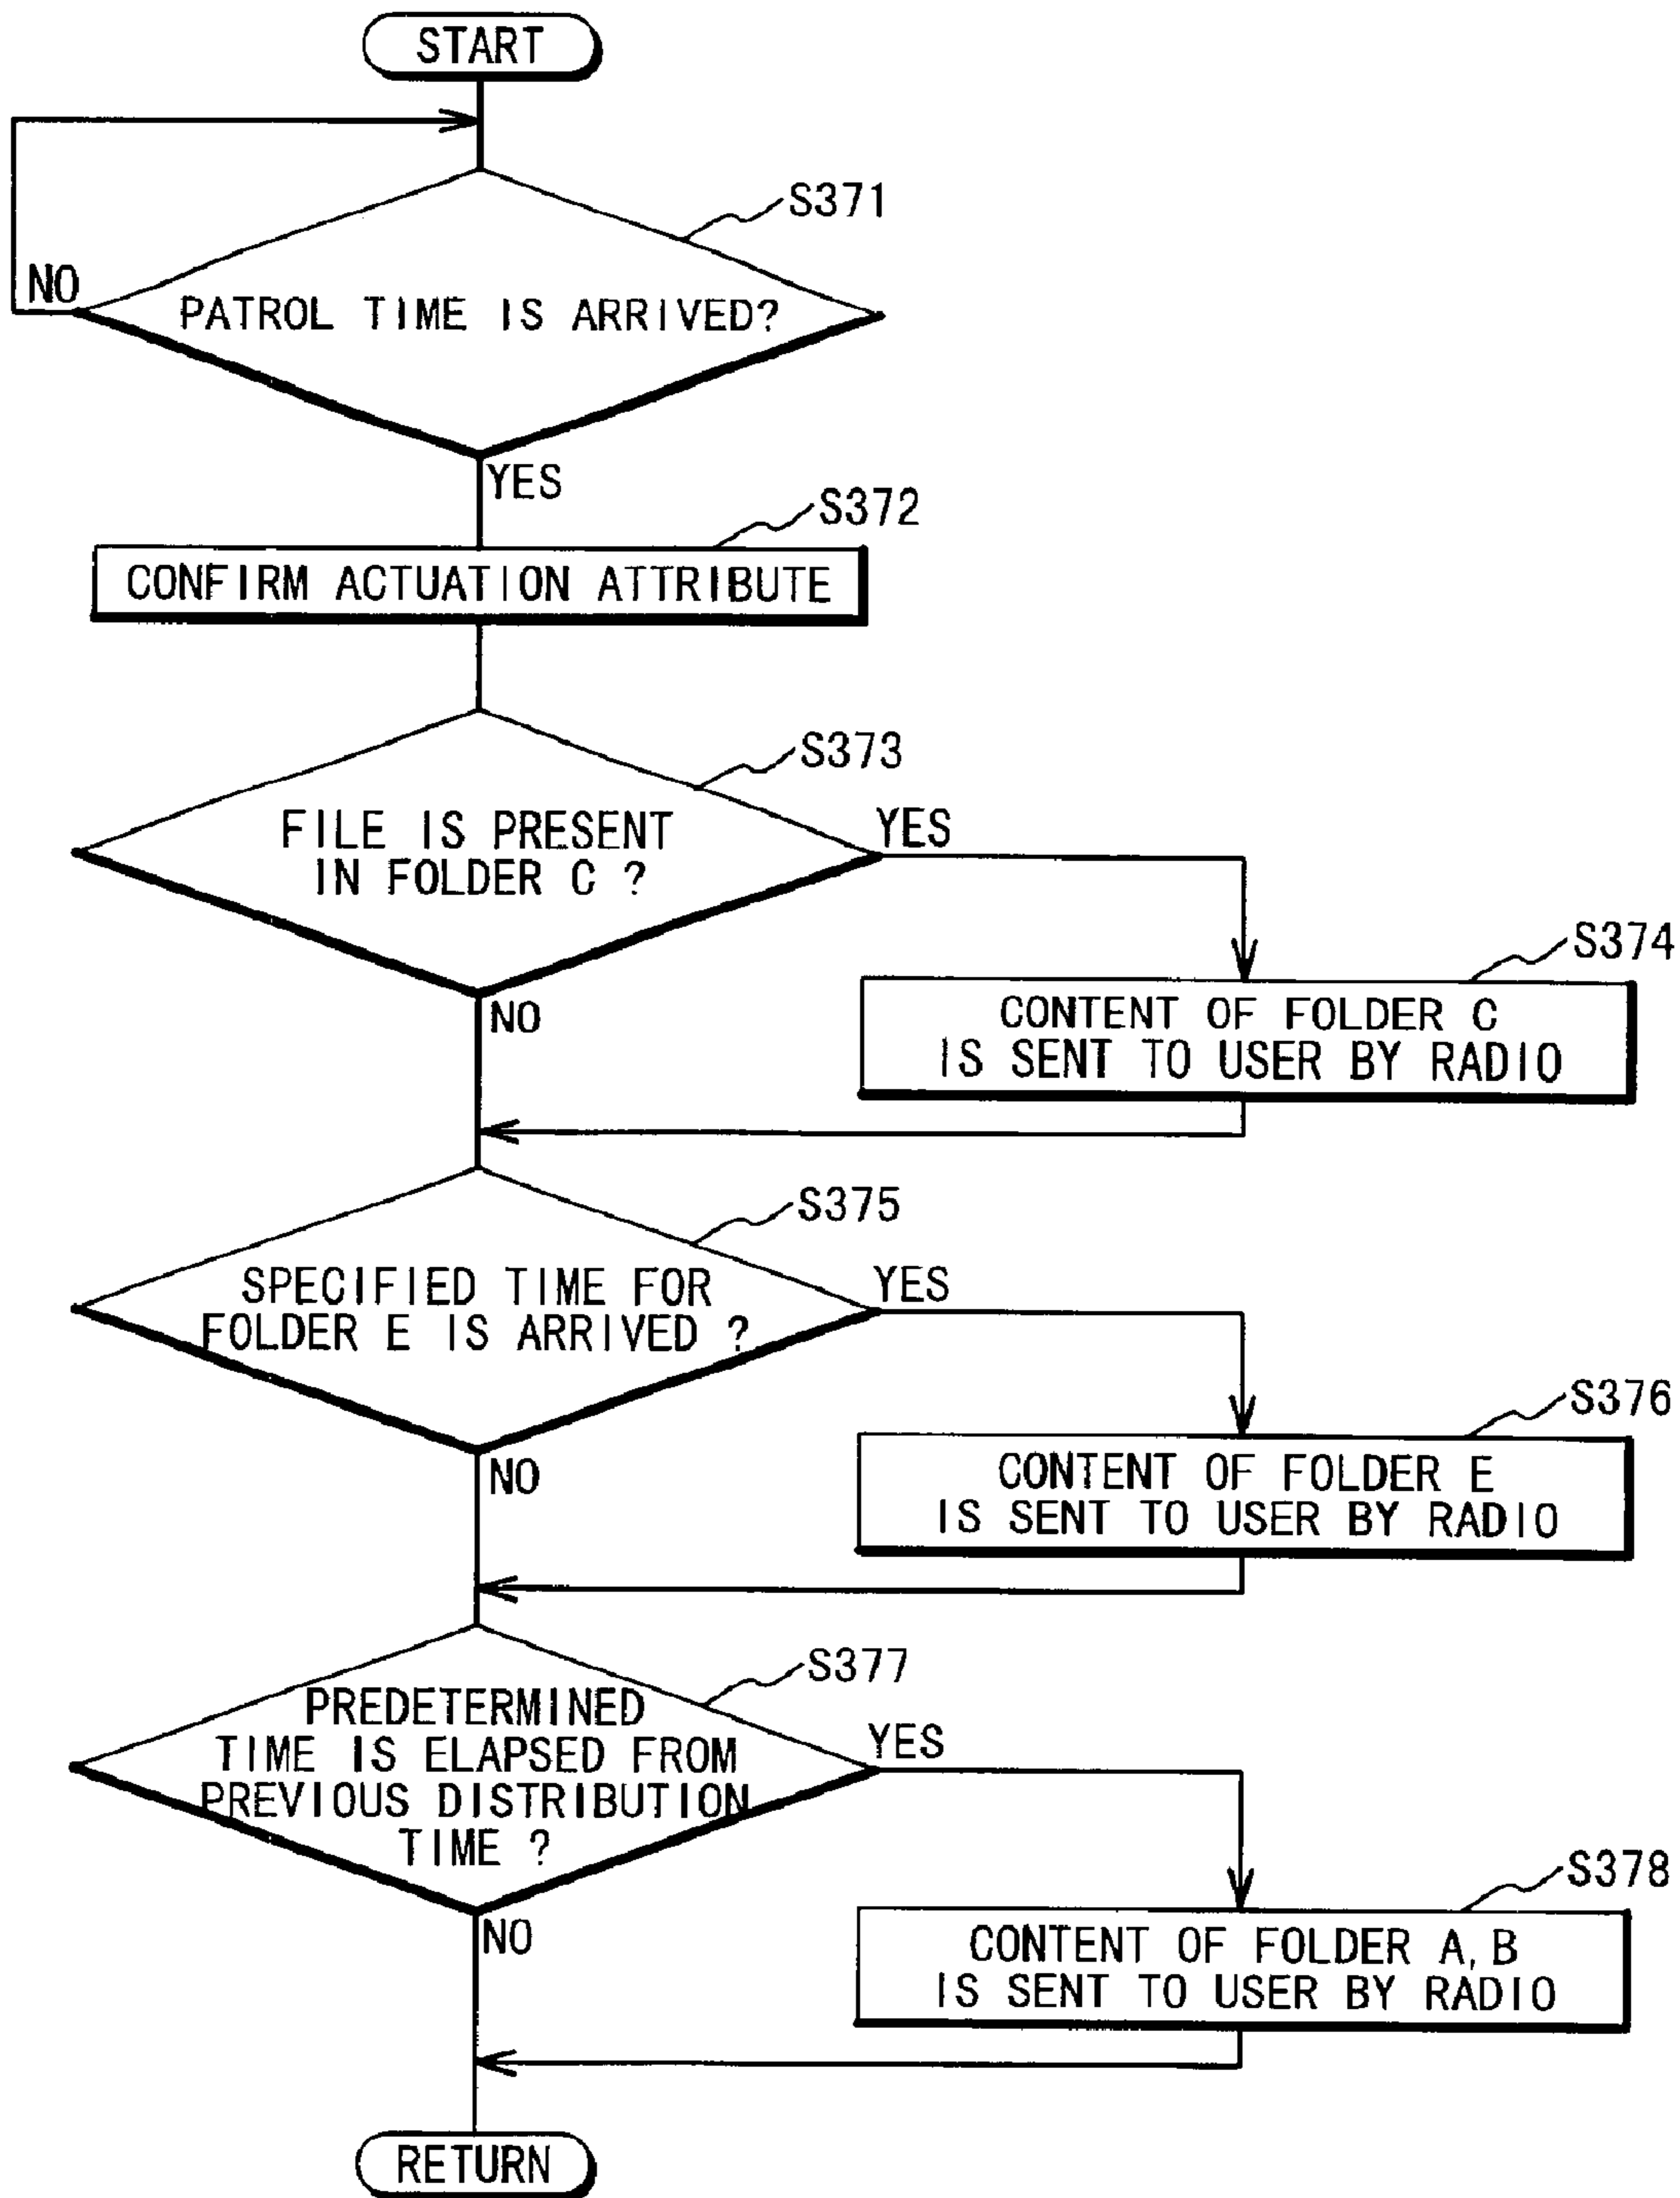 START
S371
NO
PATROL TIME IS ARRIVED?
YES
S372
CONFIRM ACTUATION ATTRIBUTE
S373
FILE IS PRESENT
IN FOLDER C ?
YES
NO
S374
CONTENT OF FOLDER C
IS SENT TO USER BY RADIO
S375
SPECIFIED TIME FOR
FOLDER E IS ARRIVED ?
YES
NO
S376
CONTENT OF FOLDER E
IS SENT TO USER BY RADIO
S377
PREDETERMINED
TIME IS ELAPSED FROM
PREVIOUS DISTRIBUTION
TIME ?
YES
NO
S378
CONTENT OF FOLDER A,B
IS SENT TO USER BY RADIO
RETURN